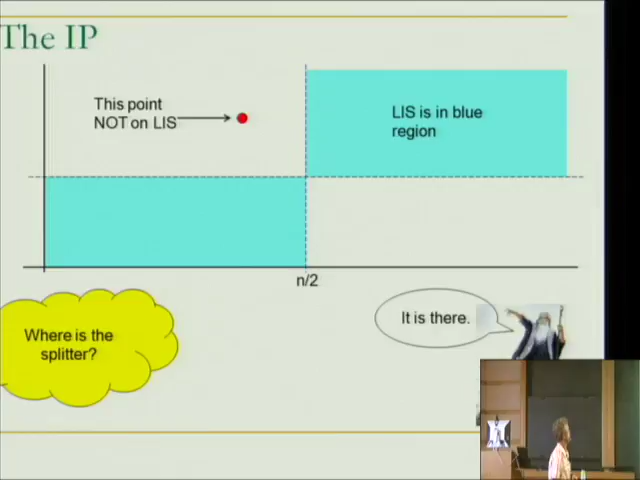 The IP
This point
NOT on LIS
LIS is in blue
region
n/2
Where is the
splitter?
It is there.